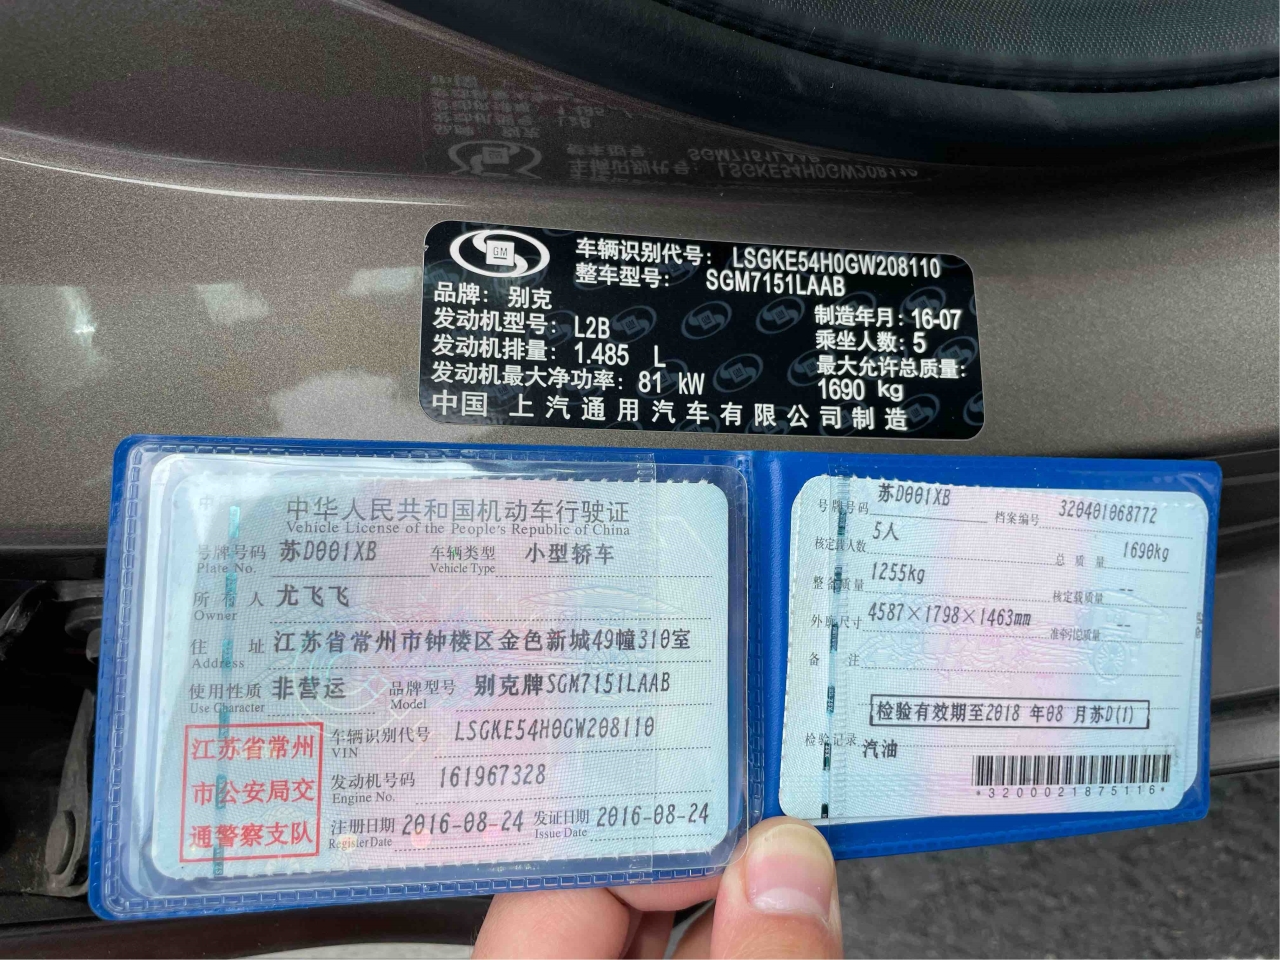 GM
车辆识别代号: LSGKE54H0GW208110
整车型号: SGM7151LAAB
品牌: 别克
制造年月: 16-07
发动机型号: L2B
乘坐人数: 5
发动机排量: 1.485 L
最大允许总质量:
1690 kg
发动机最大净功率: 81 kW
中国 上汽通用汽车有限公司制造
中华人民共和国机动车行驶证
Vehicle License of the People's Republic of China
号牌号码 苏D001XB 车辆类型 小型轿车
Plate No. Vehicle Type
所有人 尤飞飞
Owner
住址 江苏省常州市钟楼区金色新城49幢310室
Address
使用性质 非营运 品牌型号 别克牌SGM7151LAAB
Use Character Model
江苏省常州
市公安局交
通警察支队
车辆识别代号 LSGKE54H0GW208110
VIN
发动机号码 161967328
Engine No.
注册日期 2016-08-24 发证日期 2016-08-24
Register Date Issue Date
号牌号码 苏D001XB 档案编号 320401068772
核定载人数 5人 总质量 1690kg
整备质量 1255kg 核定载质量 --
外廓尺寸 4587×1798×1463mm 准牵引总质量 --
备注
检验有效期至2018 年08 月苏D(1)
检验记录 汽油
*3200021875116*